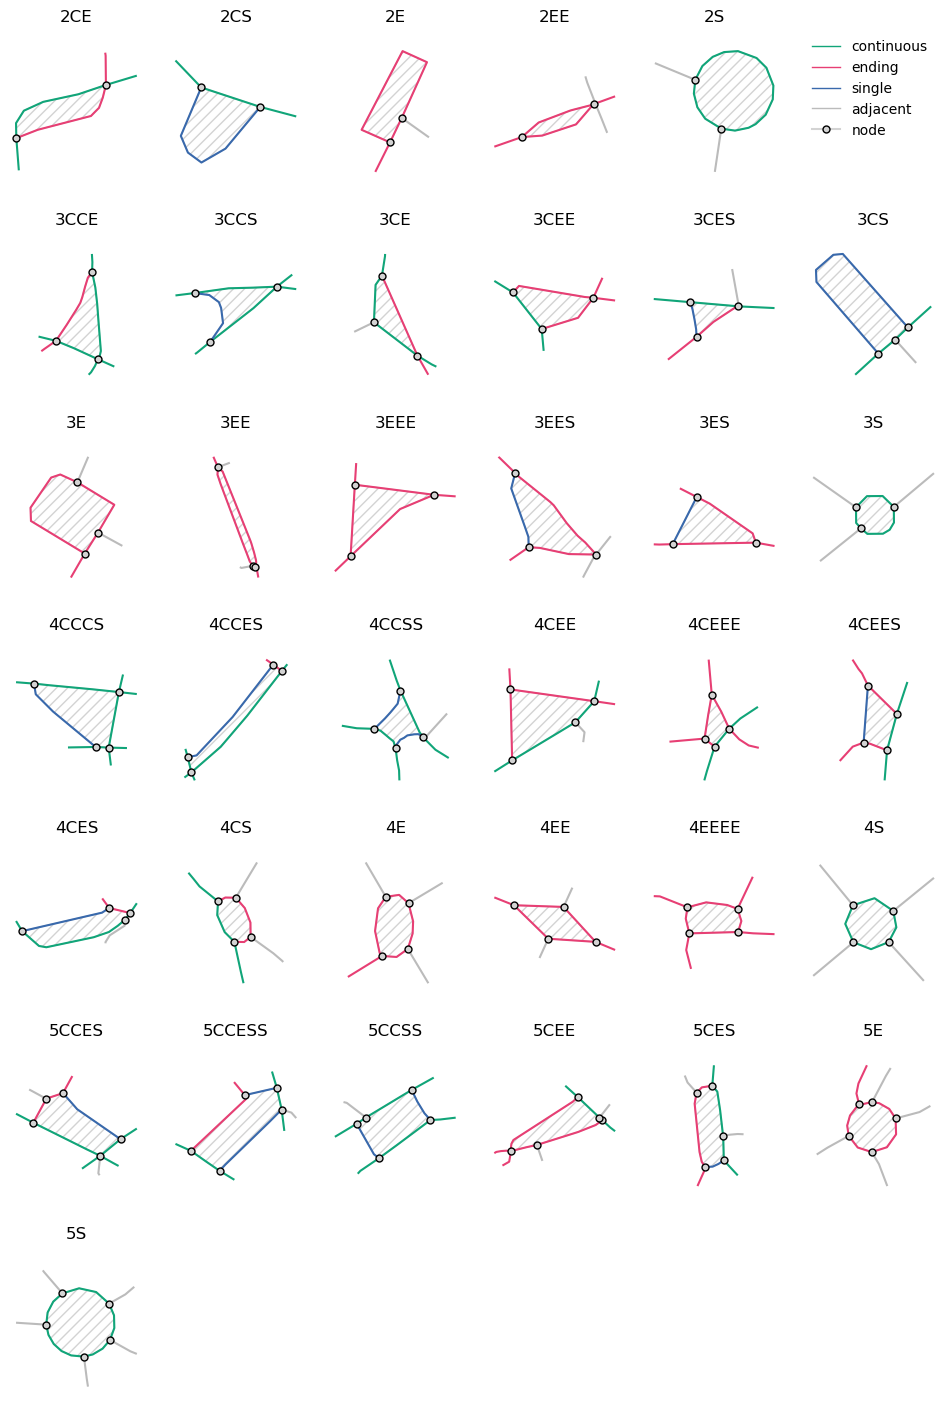 2CE 2CS 2E 2EE 2S
continuous
ending
single
adjacent
node
3CCE 3CCS 3CE 3CEE 3CES 3CS
3E 3EE 3EEE 3EES 3ES 3S
4CCCS 4CCES 4CCSS 4CEE 4CEEE 4CEES
4CES 4CS 4E 4EE 4EEEE 4S
5CCES 5CCESS 5CCSS 5CEE 5CES 5E
5S